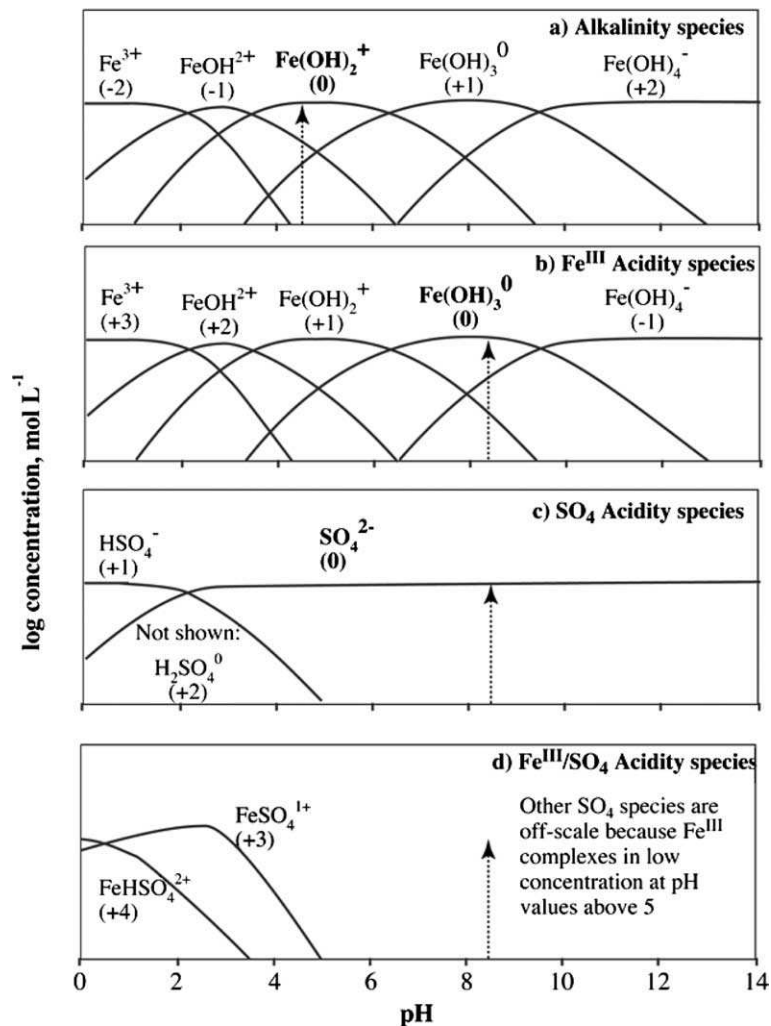 a) Alkalinity species
Fe³⁺
(-2)
FeOH²⁺
(-1)
Fe(OH)₂⁺
(0)
Fe(OH)₃⁰
(+1)
Fe(OH)₄⁻
(+2)
b) Feᴵᴵᴵ Acidity species
Fe³⁺
(+3)
FeOH²⁺
(+2)
Fe(OH)₂⁺
(+1)
Fe(OH)₃⁰
(0)
Fe(OH)₄⁻
(-1)
log concentration, mol L⁻¹
c) SO₄ Acidity species
HSO₄⁻
(+1)
SO₄²⁻
(0)
Not shown:
H₂SO₄⁰
(+2)
d) Feᴵᴵᴵ/SO₄ Acidity species
FeSO₄¹⁺
(+3)
FeHSO₄²⁺
(+4)
Other SO₄ species are
off-scale because Feᴵᴵᴵ
complexes in low
concentration at pH
values above 5
0 2 4 6 8 10 12 14
pH